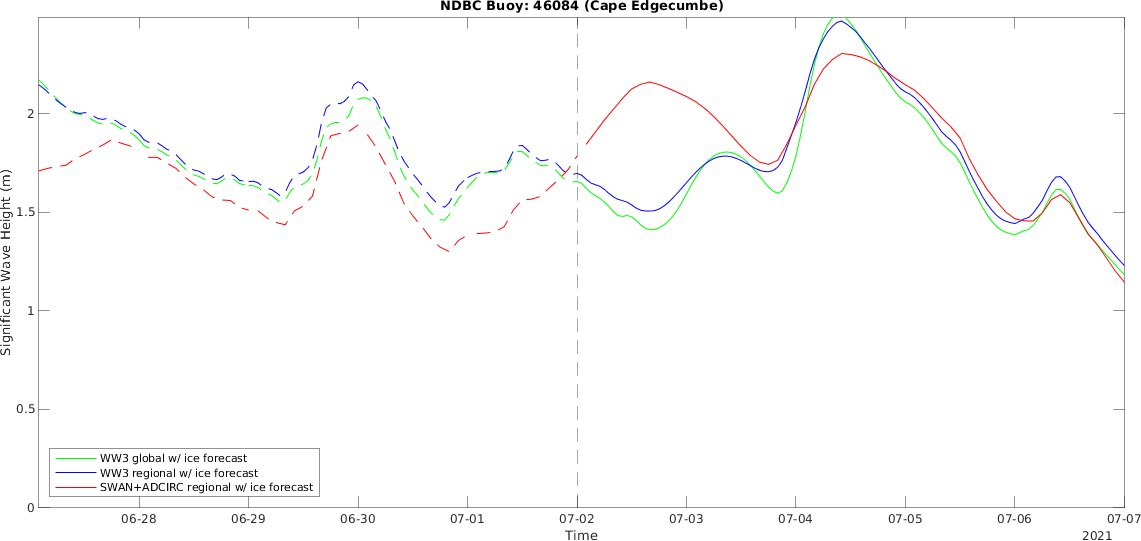 NDBC Buoy: 46084 (Cape Edgecumbe)
Significant Wave Height (m)
2
1.5
1
0.5
0
WW3 global w/ ice forecast
WW3 regional w/ ice forecast
SWAN+ADCIRC regional w/ ice forecast
06-28 06-29 06-30 07-01 07-02 07-03 07-04 07-05 07-06 07-07
Time
2021